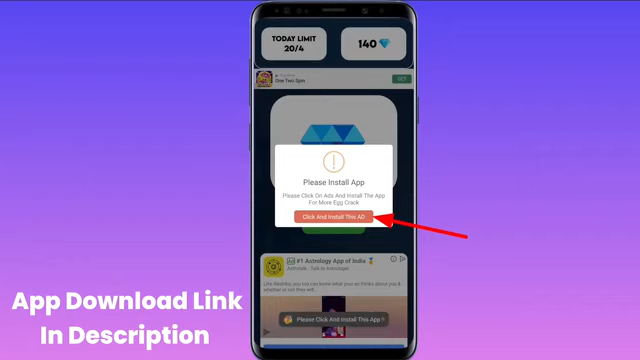 TODAY LIMIT
20/4
140
One Two Spin
GET
Please Install App
Please Click On Ads And Install The App
For More Egg Crack
Click And Install This AD
Ad #1 Astrology App of India
Astrotalk - Talk to Astrologer
Please Click And Install This App
App Download Link
In Description